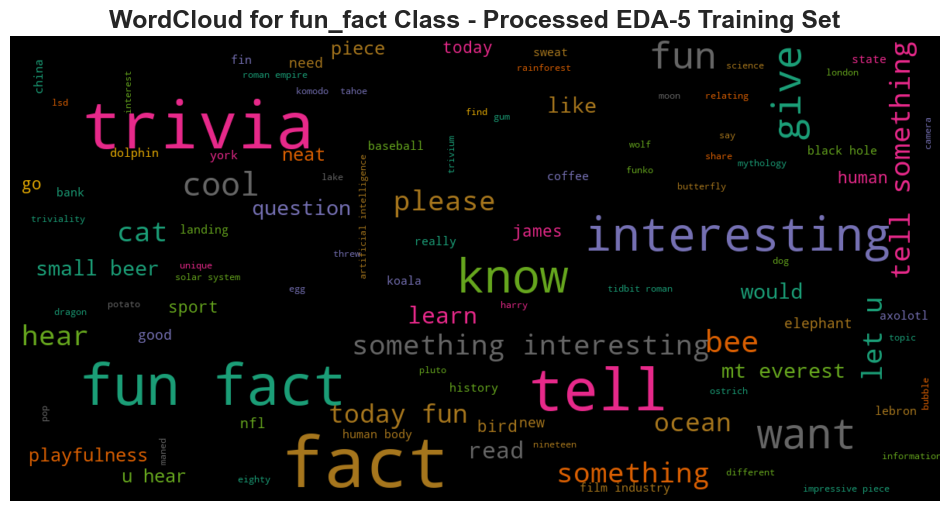 WordCloud for fun_fact Class - Processed EDA-5 Training Set
china
lsd
interest
fin
roman empire
need
piece
komodo
tahoe
today
sweat
rainforest
fun
science
give
london
state
something
camera
trivia
dolphin
york
neat
like
find
gum
moon
relating
say
share
mythology
black hole
human
go
bank
cool
lake
baseball
trivium
artificial intelligence
coffee
wolf
funko
butterfly
triviality
cat
landing
question
please
really
james
interesting
tell
threw
small beer
unique
solar system
egg
koala
know
dog
tidbit roman
would
axolotl
dragon
potato
sport
good
learn
harry
elephant
topic
let u
hear
something interesting
bee
pluto
mt everest
ostrich
bubble
fun fact
history
tell
lebron
pop
nfl
today fun
human body
bird
new
nineteen
ocean
want
maned
playfulness
u hear
eighty
fact
read
something
film industry
different
information
impressive piece